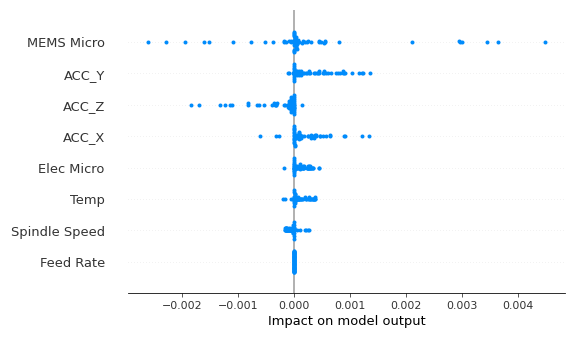 MEMS Micro
ACC_Y
ACC_Z
ACC_X
Elec Micro
Temp
Spindle Speed
Feed Rate
−0.002 −0.001 0.000 0.001 0.002 0.003 0.004
Impact on model output